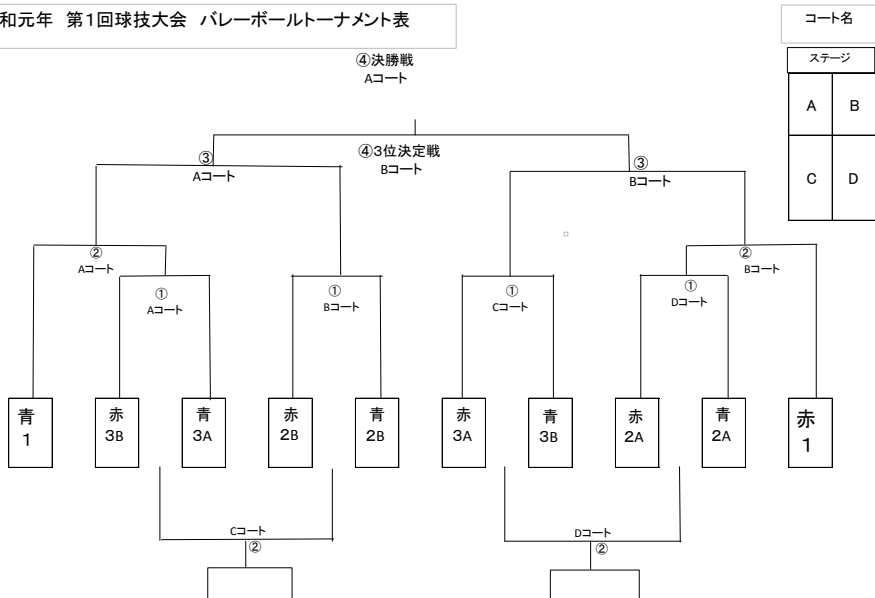 和元年 第1回球技大会 バレーボールトーナメント表
コート名
④決勝戦
Aコート
ステージ
A B
C D
④3位決定戦
Bコート
③
Aコート
③
Bコート
②
Aコート
②
Bコート
①
Aコート
①
Bコート
①
Cコート
①
Dコート
青
1
赤
3B
青
3A
赤
2B
青
2B
赤
3A
青
3B
赤
2A
青
2A
赤
1
Cコート
②
Dコート
②